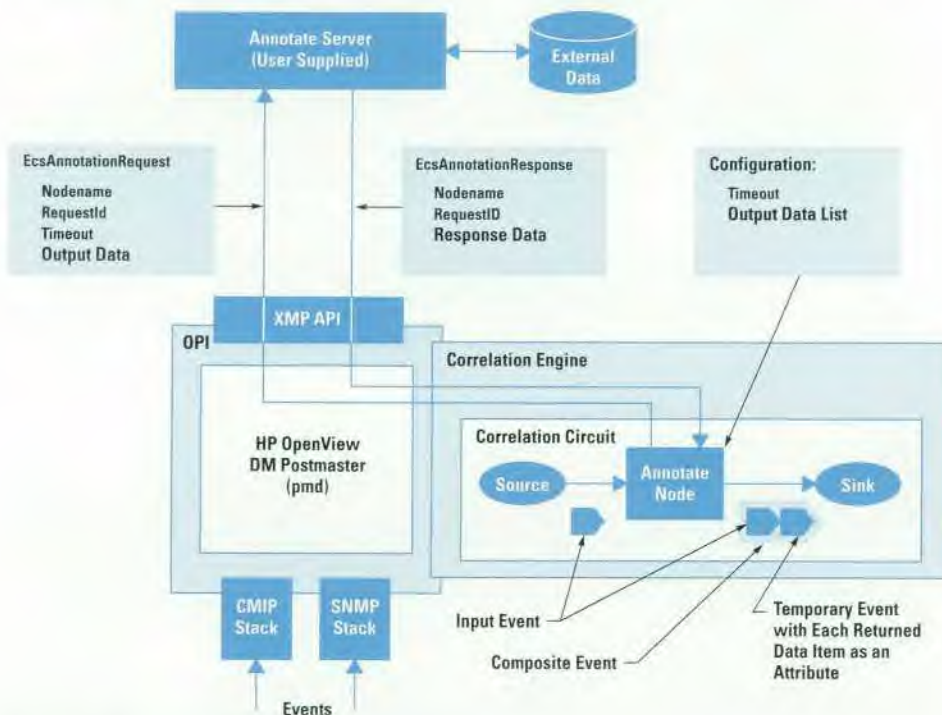 Annotate Server
(User Supplied)
External
Data
EcsAnnotationRequest
Nodename
RequestId
Timeout
Output Data
EcsAnnotationResponse
Nodename
RequestID
Response Data
Configuration:
Timeout
Output Data List
XMP API
OPI
HP OpenView
DM Postmaster
(pmd)
Correlation Engine
Correlation Circuit
Source
Annotate
Node
Sink
CMIP
Stack
SNMP
Stack
Events
Input Event
Composite Event
Temporary Event
with Each Returned
Data Item as an
Attribute